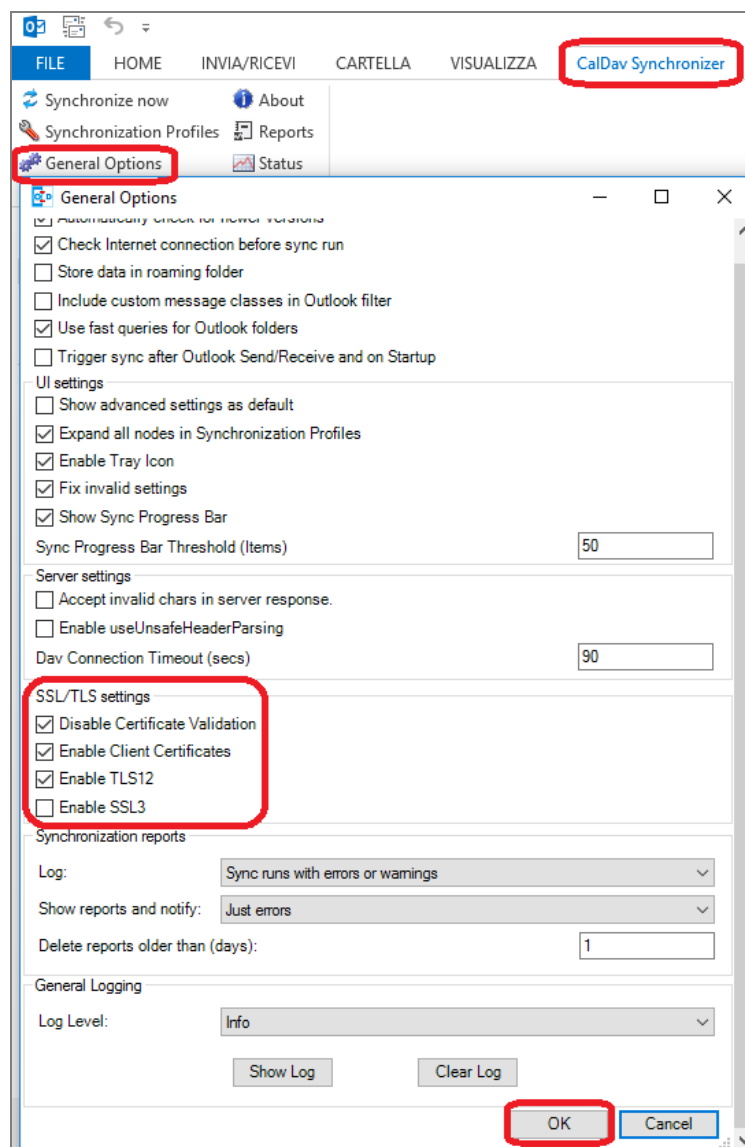 FILE HOME INVIA/RICEVI CARTELLA VISUALIZZA CalDav Synchronizer
Synchronize now About
Synchronization Profiles Reports
General Options Status
General Options
Automatically check for newer versions
Check Internet connection before sync run
Store data in roaming folder
Include custom message classes in Outlook filter
Use fast queries for Outlook folders
Trigger sync after Outlook Send/Receive and on Startup
UI settings
Show advanced settings as default
Expand all nodes in Synchronization Profiles
Enable Tray Icon
Fix invalid settings
Show Sync Progress Bar
Sync Progress Bar Threshold (Items) 50
Server settings
Accept invalid chars in server response.
Enable useUnsafeHeaderParsing
Dav Connection Timeout (secs) 90
SSL/TLS settings
Disable Certificate Validation
Enable Client Certificates
Enable TLS12
Enable SSL3
Synchronization reports
Log: Sync runs with errors or warnings
Show reports and notify: Just errors
Delete reports older than (days): 1
General Logging
Log Level: Info
Show Log Clear Log
OK Cancel